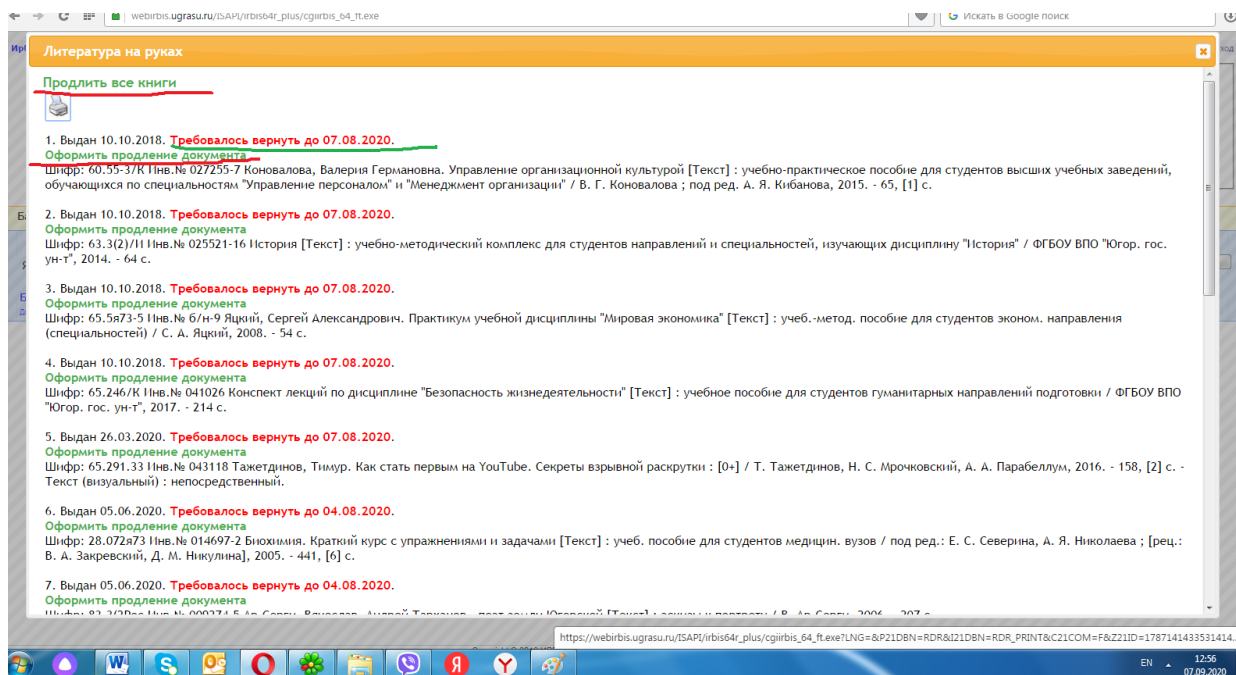 webirbis.ugrasu.ru/ISAPI/irbis64r_plus/cgiirbis_64_ft.exe
Искать в Google поиск
Литература на руках
Продлить все книги
1. Выдан 10.10.2018. Требовалось вернуть до 07.08.2020.
Оформить продление документа
Шифр: 60.55-3/К Инв.№ 027255-7 Коновалова, Валерия Германовна. Управление организационной культурой [Текст] : учебно-практическое пособие для студентов высших учебных заведений,
обучающихся по специальностям "Управление персоналом" и "Менеджмент организации" / В. Г. Коновалова ; под ред. А. Я. Кибанова, 2015. - 65, [1] с.
2. Выдан 10.10.2018. Требовалось вернуть до 07.08.2020.
Оформить продление документа
Шифр: 63.3(2)/И Инв.№ 025521-16 История [Текст] : учебно-методический комплекс для студентов направлений и специальностей, изучающих дисциплину "История" / ФГБОУ ВПО "Югор. гос.
ун-т", 2014. - 64 с.
3. Выдан 10.10.2018. Требовалось вернуть до 07.08.2020.
Оформить продление документа
Шифр: 65.5я73-5 Инв.№ б/н-9 Яцкий, Сергей Александрович. Практикум учебной дисциплины "Мировая экономика" [Текст] : учеб.-метод. пособие для студентов эконом. направления
(специальностей) / С. А. Яцкий, 2008. - 54 с.
4. Выдан 10.10.2018. Требовалось вернуть до 07.08.2020.
Оформить продление документа
Шифр: 65.246/К Инв.№ 041026 Конспект лекций по дисциплине "Безопасность жизнедеятельности" [Текст] : учебное пособие для студентов гуманитарных направлений подготовки / ФГБОУ ВПО
"Югор. гос. ун-т", 2017. - 214 с.
5. Выдан 26.03.2020. Требовалось вернуть до 07.08.2020.
Оформить продление документа
Шифр: 65.291.33 Инв.№ 043118 Тажетдинов, Тимур. Как стать первым на YouTube. Секреты взрывной раскрутки : [0+] / Т. Тажетдинов, Н. С. Мрочковский, А. А. Парабеллум, 2016. - 158, [2] с. -
Текст (визуальный) : непосредственный.
6. Выдан 05.06.2020. Требовалось вернуть до 04.08.2020.
Оформить продление документа
Шифр: 28.072я73 Инв.№ 014697-2 Биохимия. Краткий курс с упражнениями и задачами [Текст] : учеб. пособие для студентов медицин. вузов / под ред.: Е. С. Северина, А. Я. Николаева ; [рец.:
В. А. Закревский, Д. М. Никулина], 2005. - 441, [6] с.
7. Выдан 05.06.2020. Требовалось вернуть до 04.08.2020.
Оформить продление документа
https://webirbis.ugrasu.ru/ISAPI/irbis64r_plus/cgiirbis_64_ft.exe?LNG=&P21DBN=RDR&I21DBN=RDR_PRINT&C21COM=F&Z21ID=1787141433531414...
EN
12:56
07.09.2020